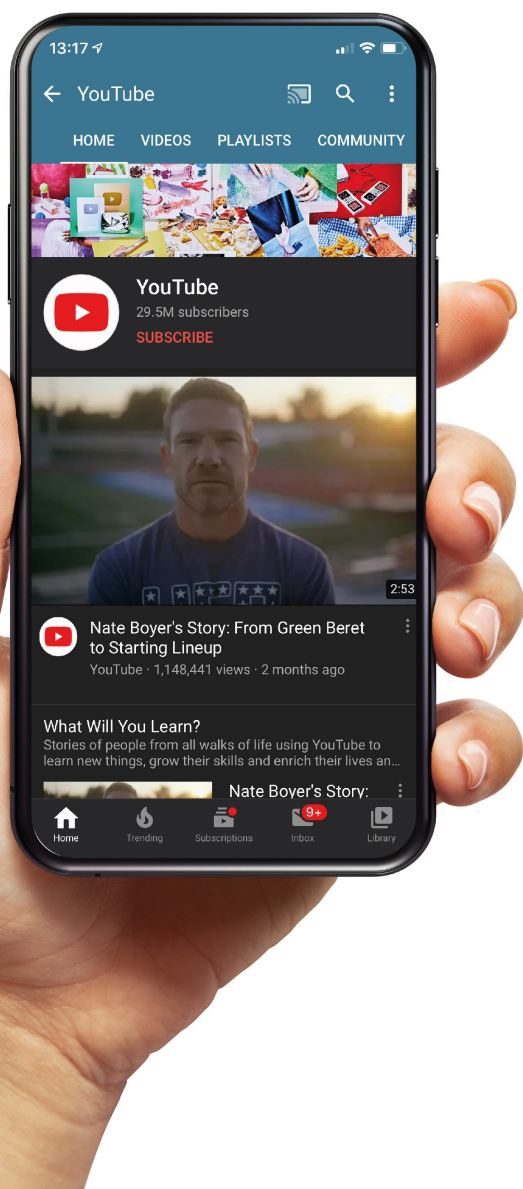 13:17
YouTube
HOME VIDEOS PLAYLISTS COMMUNITY
YouTube
29.5M subscribers
SUBSCRIBE
2:53
Nate Boyer's Story: From Green Beret
to Starting Lineup
YouTube · 1,148,441 views · 2 months ago
What Will You Learn?
Stories of people from all walks of life using YouTube to
learn new things, grow their skills and enrich their lives an...
Nate Boyer's Story:
9+
Home Trending Subscriptions Inbox Library